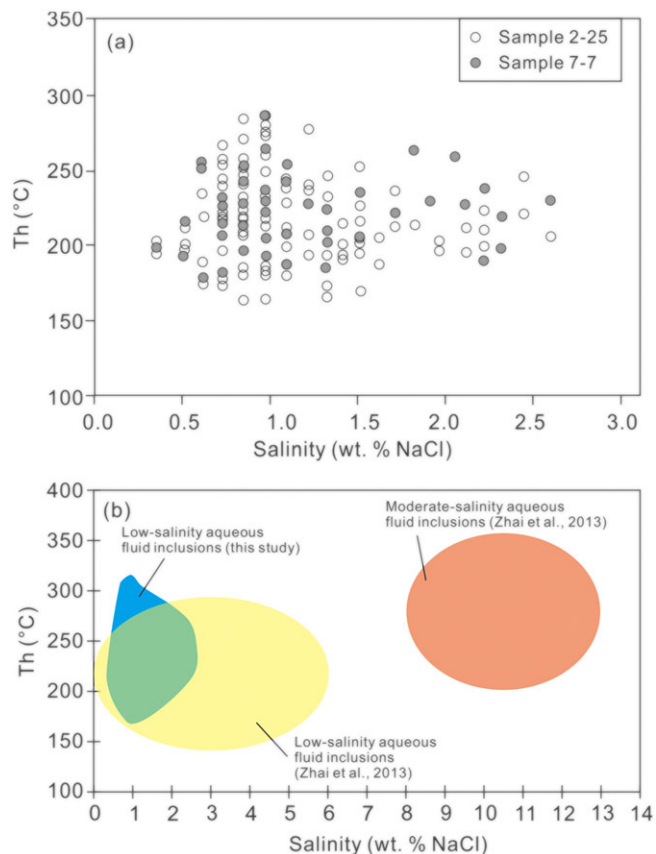 (a)
Sample 2-25
Sample 7-7
350
300
250
200
150
100
Th (°C)
0.0 0.5 1.0 1.5 2.0 2.5 3.0
Salinity (wt. % NaCl)
(b)
400
350
300
250
200
150
100
Th (°C)
Low-salinity aqueous
fluid inclusions (this study)
Moderate-salinity aqueous
fluid inclusions (Zhai et al., 2013)
Low-salinity aqueous
fluid inclusions
(Zhai et al., 2013)
0 1 2 3 4 5 6 7 8 9 10 11 12 13 14
Salinity (wt. % NaCl)